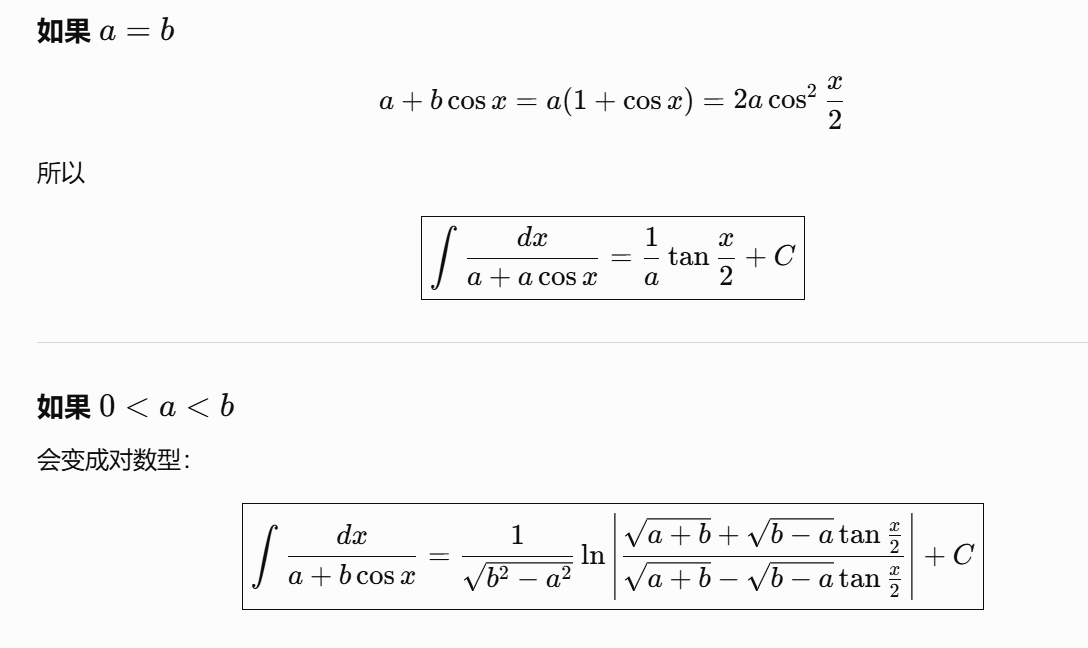 如果 a = b
a + b cos x = a(1 + cos x) = 2a cos² x/2
所以
∫ dx/(a + a cos x) = 1/a tan x/2 + C
如果 0 < a < b
会变成对数型：
∫ dx/(a + b cos x) = 1/√(b² − a²) ln |(√(a + b) + √(b − a) tan x/2)/(√(a + b) − √(b − a) tan x/2)| + C